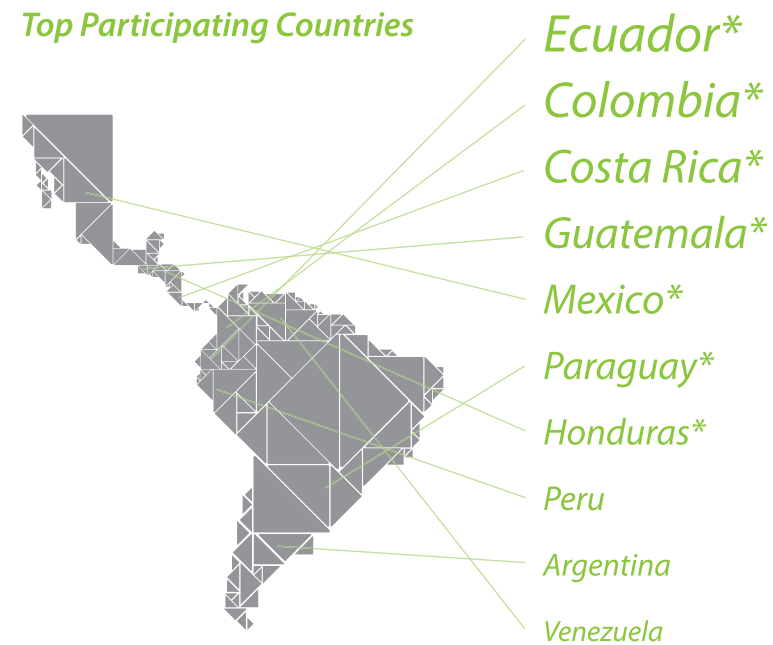 Top Participating Countries
Ecuador*
Colombia*
Costa Rica*
Guatemala*
Mexico*
Paraguay*
Honduras*
Peru
Argentina
Venezuela